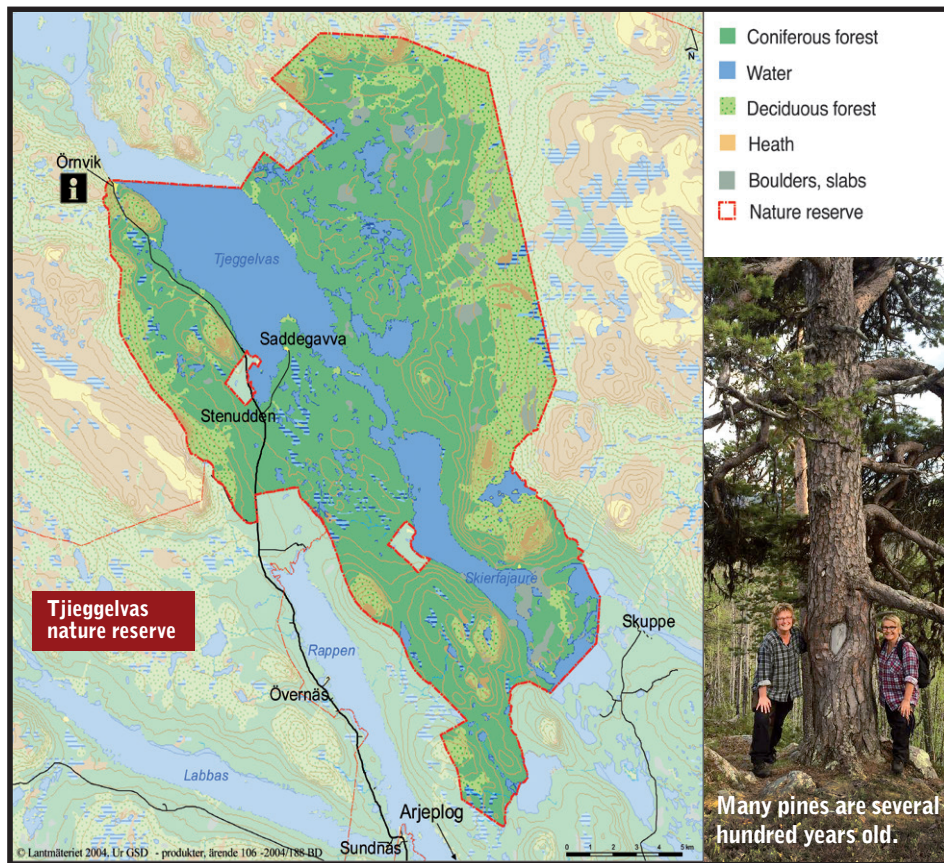 N
Örnvik
i
Tjeggelvas
Saddegavva
Stenudden
Skierfajaure
Tjieggelvas
nature reserve
Rappen
Skuppe
Övernäs
Labbas
Arjeplog
Sundnäs
© Lantmäteriet 2004, Ur GSD - produkter, ärende 106 -2004/188-BD
0 1 2 3 4 5 km
Coniferous forest
Water
Deciduous forest
Heath
Boulders, slabs
Nature reserve
Many pines are several
hundred years old.